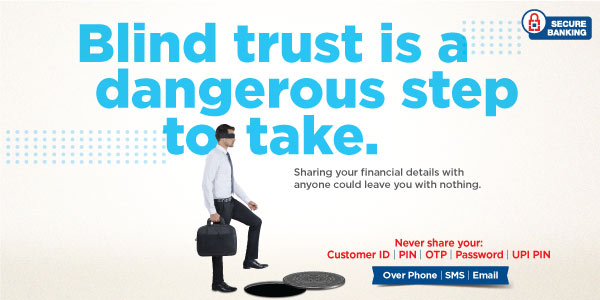 SECURE
BANKING
Blind trust is a
dangerous step
to take.
Sharing your financial details with
anyone could leave you with nothing.
Never share your:
Customer ID | PIN | OTP | Password | UPI PIN
Over Phone | SMS | Email